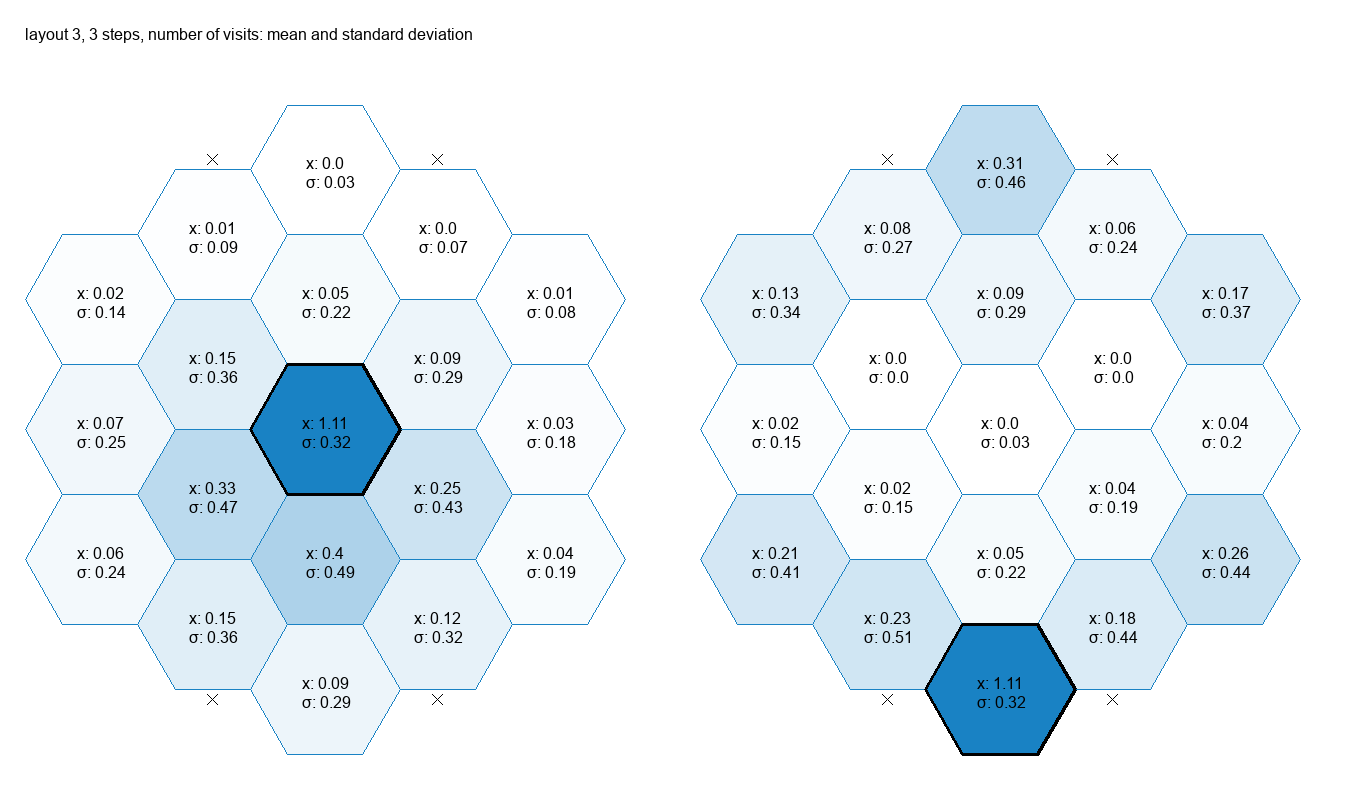 layout 3, 3 steps, number of visits: mean and standard deviation
x: 0.0
σ: 0.03
x: 0.01
σ: 0.09
x: 0.0
σ: 0.07
x: 0.02
σ: 0.14
x: 0.05
σ: 0.22
x: 0.01
σ: 0.08
x: 0.15
σ: 0.36
x: 0.09
σ: 0.29
x: 0.07
σ: 0.25
x: 1.11
σ: 0.32
x: 0.03
σ: 0.18
x: 0.33
σ: 0.47
x: 0.25
σ: 0.43
x: 0.06
σ: 0.24
x: 0.4
σ: 0.49
x: 0.04
σ: 0.19
x: 0.15
σ: 0.36
x: 0.12
σ: 0.32
x: 0.09
σ: 0.29
x: 0.31
σ: 0.46
x: 0.08
σ: 0.27
x: 0.06
σ: 0.24
x: 0.13
σ: 0.34
x: 0.09
σ: 0.29
x: 0.17
σ: 0.37
x: 0.0
σ: 0.0
x: 0.0
σ: 0.0
x: 0.02
σ: 0.15
x: 0.0
σ: 0.03
x: 0.04
σ: 0.2
x: 0.02
σ: 0.15
x: 0.04
σ: 0.19
x: 0.21
σ: 0.41
x: 0.05
σ: 0.22
x: 0.26
σ: 0.44
x: 0.23
σ: 0.51
x: 0.18
σ: 0.44
x: 1.11
σ: 0.32